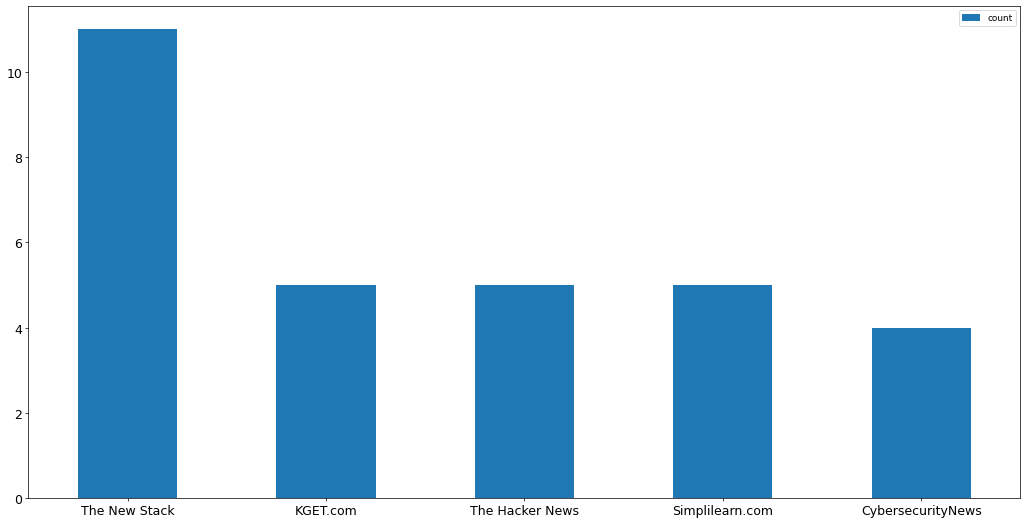 count
10
8
6
4
2
0
The New Stack
KGET.com
The Hacker News
Simplilearn.com
CybersecurityNews